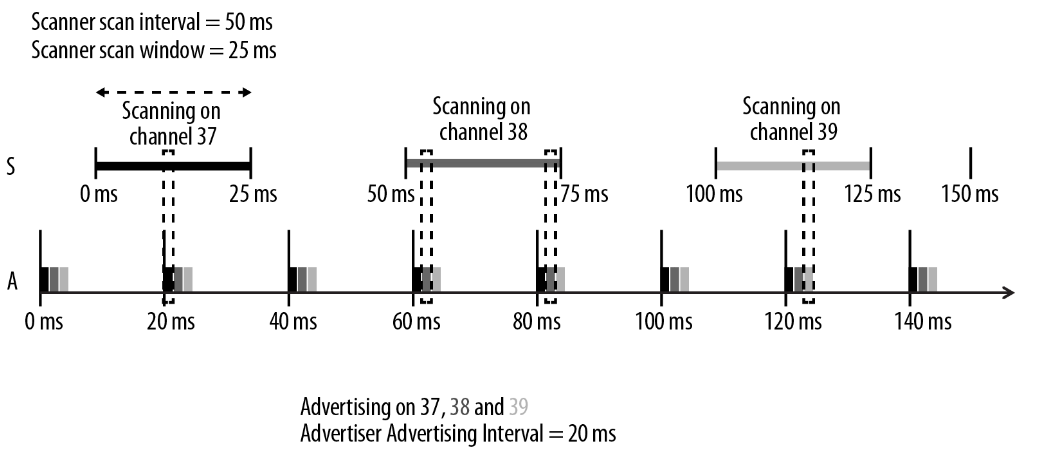 Scanner scan interval = 50 ms
Scanner scan window = 25 ms
Scanning on
channel 37
Scanning on
channel 38
Scanning on
channel 39
S
0 ms
25 ms
50 ms
75 ms
100 ms
125 ms
150 ms
A
0 ms
20 ms
40 ms
60 ms
80 ms
100 ms
120 ms
140 ms
Advertising on 37, 38 and 39
Advertiser Advertising Interval = 20 ms